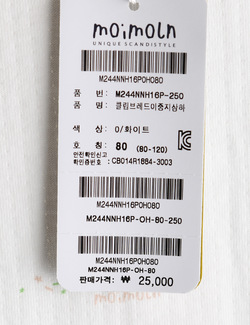 moimoln
UNIQUE SCANDISTYLE
M244NNH16P0H080
품 번: M244NNH16P-250
품 명: 클립브레드이중지상하
색 상: 0/화이트
호 칭: 80 (80-120)
안전확인신고
확인증번호: CB014R1884-3003
M244NNH16P0H080
M244NNH16P-OH-80-250
M244NNH16P0H080
M244NNH16P-OH-80
판매가격: ₩ 25,000